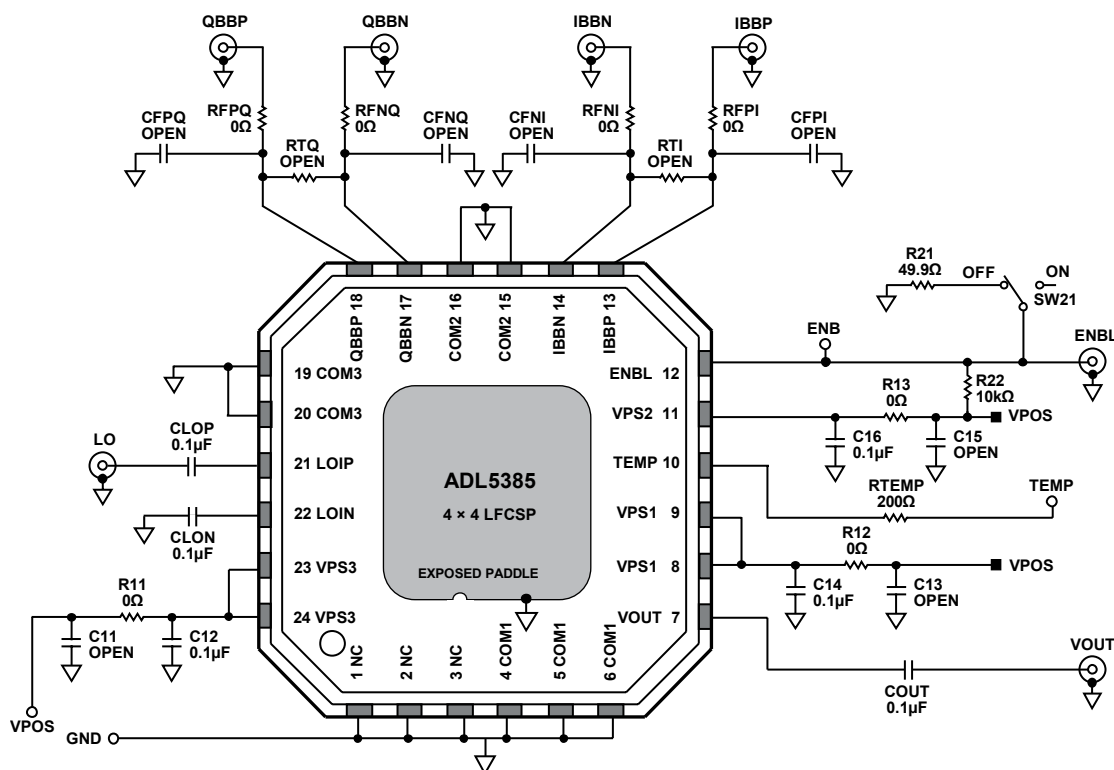 QBBP
QBBN
IBBN
IBBP
RFPQ
0Ω
RFNQ
0Ω
RFNI
0Ω
RFPI
0Ω
CFPQ
OPEN
CFNQ
OPEN
CFNI
OPEN
CFPI
OPEN
RTQ
OPEN
RTI
OPEN
R21
49.9Ω
OFF
ON
SW21
QBBP 18
QBBN 17
COM2 16
COM2 15
IBBN 14
IBBP 13
ENB
ENBL
19 COM3
ENBL 12
R13
0Ω
R22
10kΩ
20 COM3
VPS2 11
VPOS
CLOP
0.1µF
C16
0.1µF
C15
OPEN
LO
21 LOIP
TEMP 10
ADL5385
4 × 4 LFCSP
RTEMP
200Ω
TEMP
22 LOIN
VPS1 9
CLON
0.1µF
R12
0Ω
23 VPS3
VPS1 8
VPOS
EXPOSED PADDLE
R11
0Ω
C14
0.1µF
C13
OPEN
24 VPS3
VOUT 7
C11
OPEN
C12
0.1µF
1 NC
2 NC
3 NC
4 COM1
5 COM1
6 COM1
VOUT
COUT
0.1µF
VPOS
GND